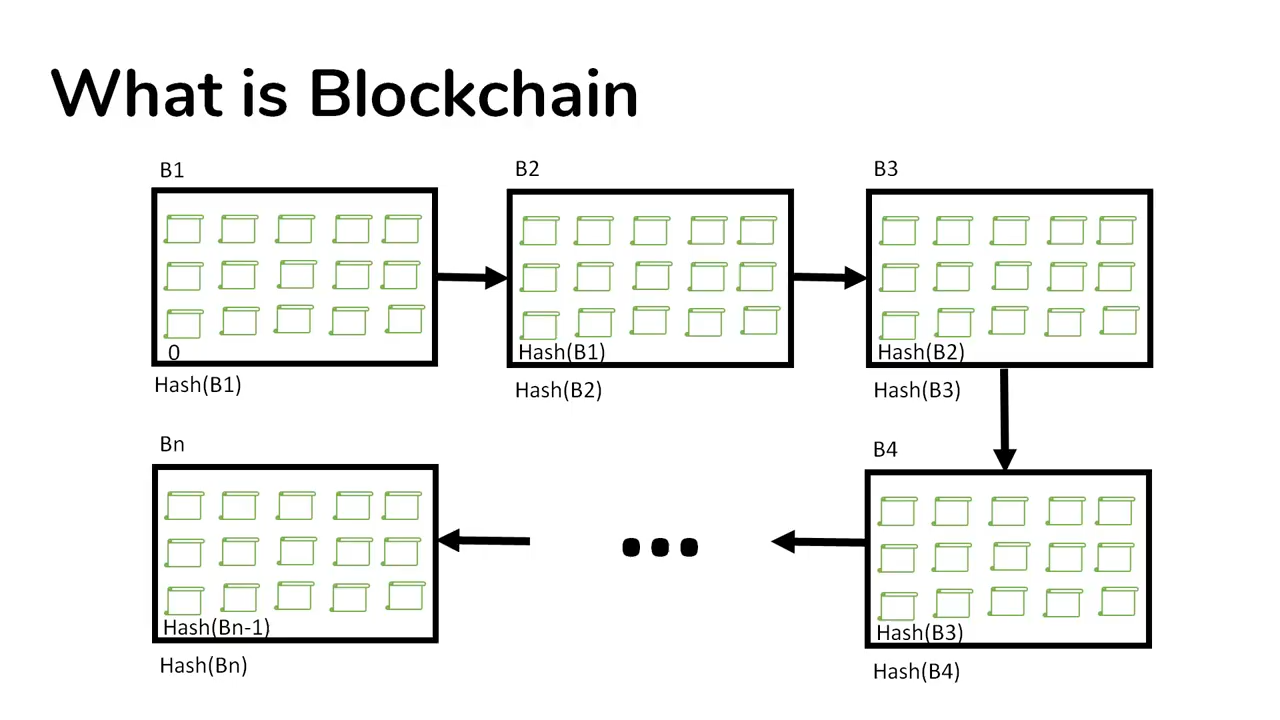 What is Blockchain
B1
B2
B3
0
Hash(B1)
Hash(B2)
Hash(B1)
Hash(B2)
Hash(B3)
Bn
B4
...
Hash(Bn-1)
Hash(B3)
Hash(Bn)
Hash(B4)